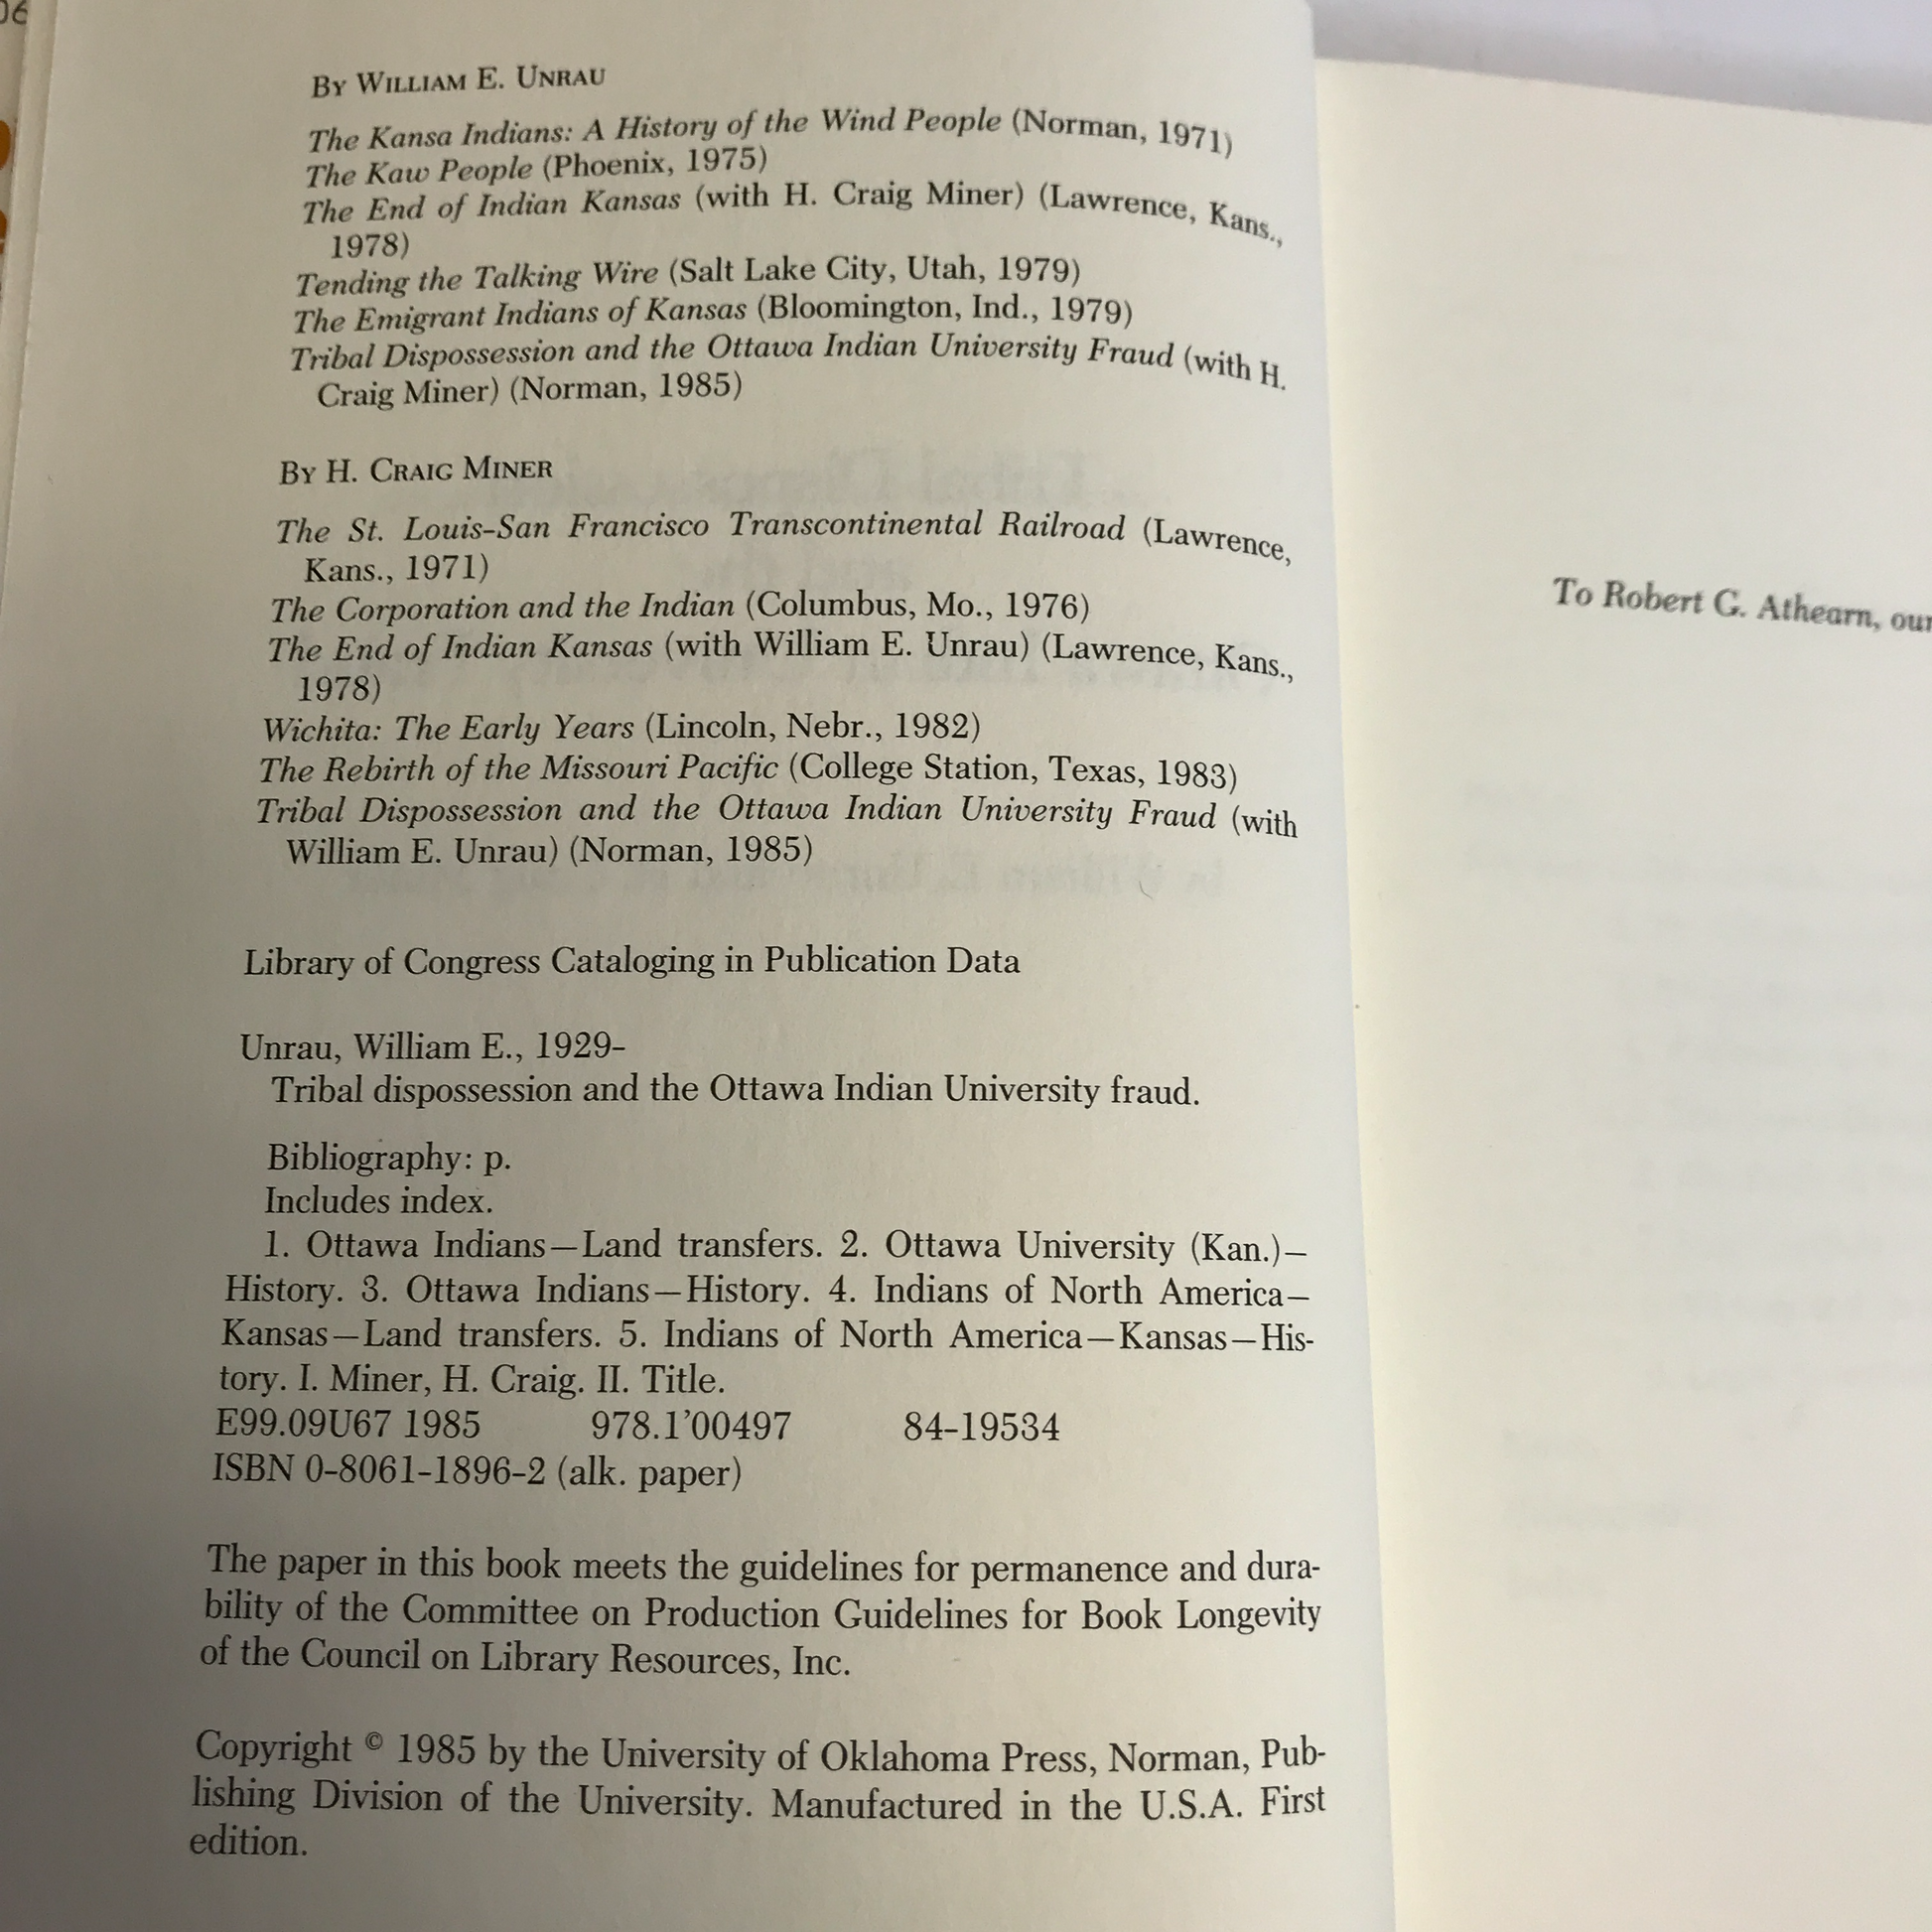 06
BY WILLIAM E. UNRAU
The Kansa Indians: A History of the Wind People (Norman, 1971)
The Kaw People (Phoenix, 1975)
The End of Indian Kansas (with H. Craig Miner) (Lawrence, Kans.,
1978)
Tending the Talking Wire (Salt Lake City, Utah, 1979)
The Emigrant Indians of Kansas (Bloomington, Ind., 1979)
Tribal Dispossession and the Ottawa Indian University Fraud (with H.
Craig Miner) (Norman, 1985)
BY H. CRAIG MINER
The St. Louis-San Francisco Transcontinental Railroad (Lawrence,
Kans., 1971)
The Corporation and the Indian (Columbus, Mo., 1976)
The End of Indian Kansas (with William E. Unrau) (Lawrence, Kans.,
1978)
Wichita: The Early Years (Lincoln, Nebr., 1982)
The Rebirth of the Missouri Pacific (College Station, Texas, 1983)
Tribal Dispossession and the Ottawa Indian University Fraud (with
William E. Unrau) (Norman, 1985)
Library of Congress Cataloging in Publication Data
Unrau, William E., 1929-
Tribal dispossession and the Ottawa Indian University fraud.
Bibliography: p.
Includes index.
1. Ottawa Indians—Land transfers. 2. Ottawa University (Kan.)—
History. 3. Ottawa Indians—History. 4. Indians of North America—
Kansas—Land transfers. 5. Indians of North America—Kansas—His-
tory. I. Miner, H. Craig. II. Title.
E99.09U67 1985 978.1'00497 84-19534
ISBN 0-8061-1896-2 (alk. paper)
The paper in this book meets the guidelines for permanence and dura-
bility of the Committee on Production Guidelines for Book Longevity
of the Council on Library Resources, Inc.
Copyright © 1985 by the University of Oklahoma Press, Norman, Pub-
lishing Division of the University. Manufactured in the U.S.A. First
edition.
To Robert G. Athearn, our